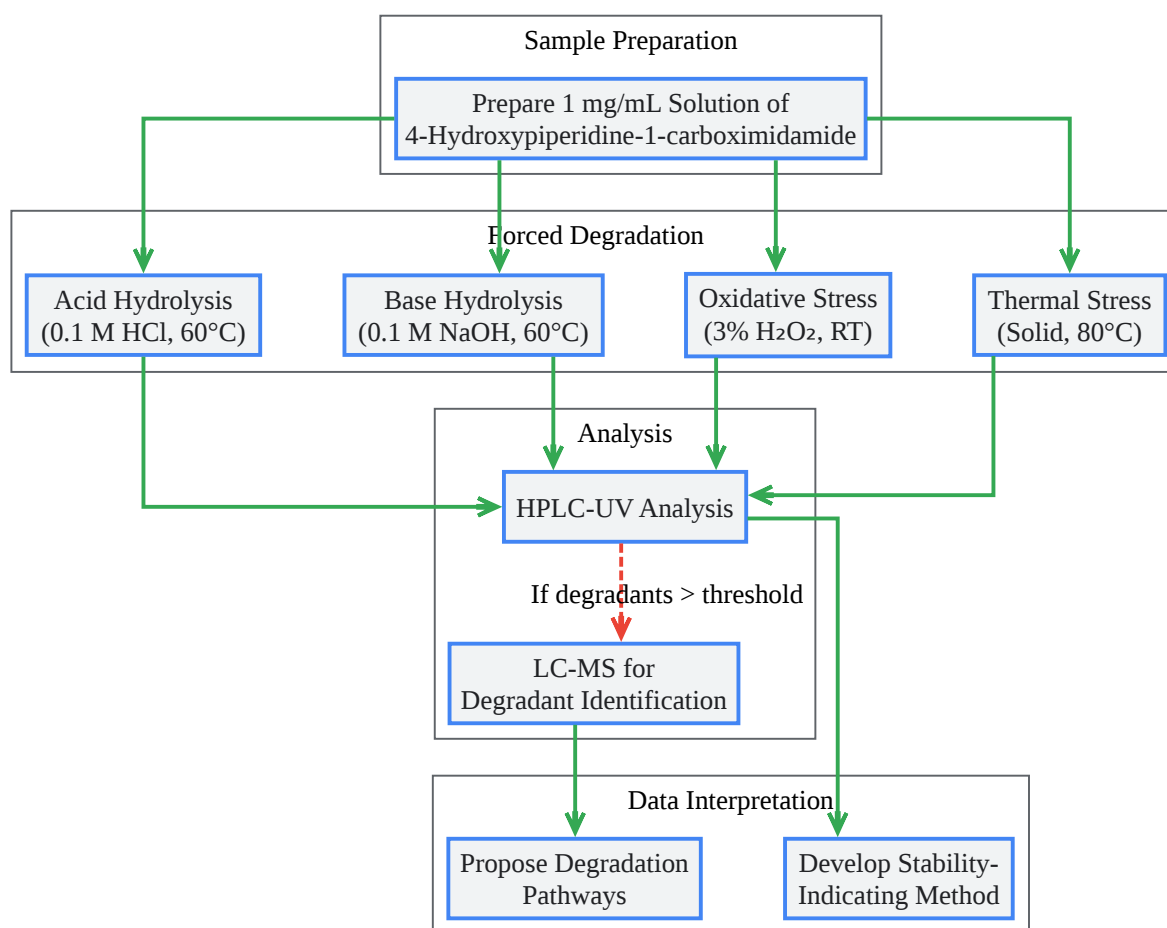 Sample Preparation
Prepare 1 mg/mL Solution of
4-Hydroxypiperidine-1-carboximidamide
Forced Degradation
Acid Hydrolysis
(0.1 M HCl, 60°C)
Base Hydrolysis
(0.1 M NaOH, 60°C)
Oxidative Stress
(3% H₂O₂, RT)
Thermal Stress
(Solid, 80°C)
Analysis
HPLC-UV Analysis
If degradants > threshold
LC-MS for
Degradant Identification
Data Interpretation
Propose Degradation
Pathways
Develop Stability-
Indicating Method